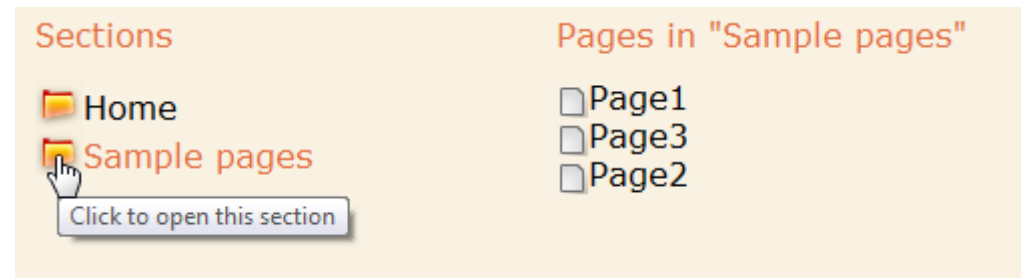 Sections
Home
Sample pages
Click to open this section
Pages in "Sample pages"
Page1
Page3
Page2